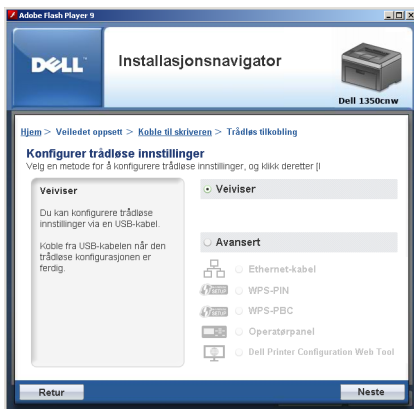 Adobe Flash Player 9
DELL™
Installasjonsnavigator
Dell 1350cnw
Hjem > Veiledet oppsett > Koble til skriveren > Trådløs tilkobling
Konfigurer trådløse innstillinger
Velg en metode for å konfigurere trådløse innstillinger, og klikk deretter [I
Veiviser
Du kan konfigurere trådløse
innstillinger via en USB-kabel.
Koble fra USB-kabelen når den
trådløse konfigurasjonen er
ferdig.
Veiviser
Avansert
Ethernet-kabel
SETUP WPS-PIN
SETUP WPS-PBC
Operatørpanel
Dell Printer Configuration Web Tool
Retur
Neste